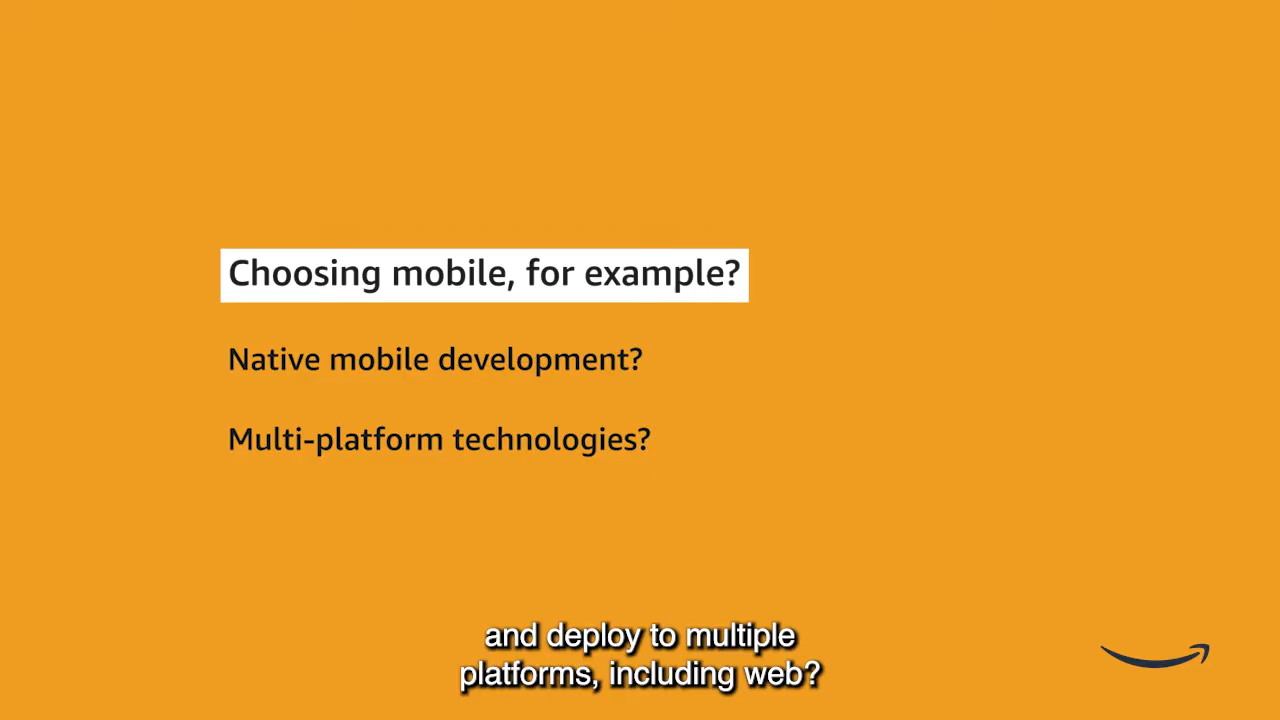 Choosing mobile, for example?
Native mobile development?
Multi-platform technologies?
and deploy to multiple
platforms, including web?